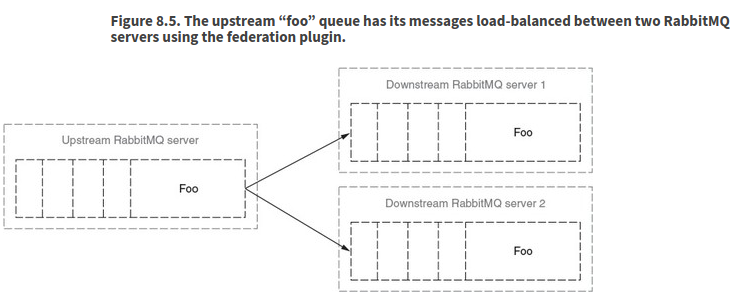 Figure 8.5. The upstream “foo” queue has its messages load-balanced between two RabbitMQ
servers using the federation plugin.
Downstream RabbitMQ server 1
Foo
Upstream RabbitMQ server
Foo
Downstream RabbitMQ server 2
Foo